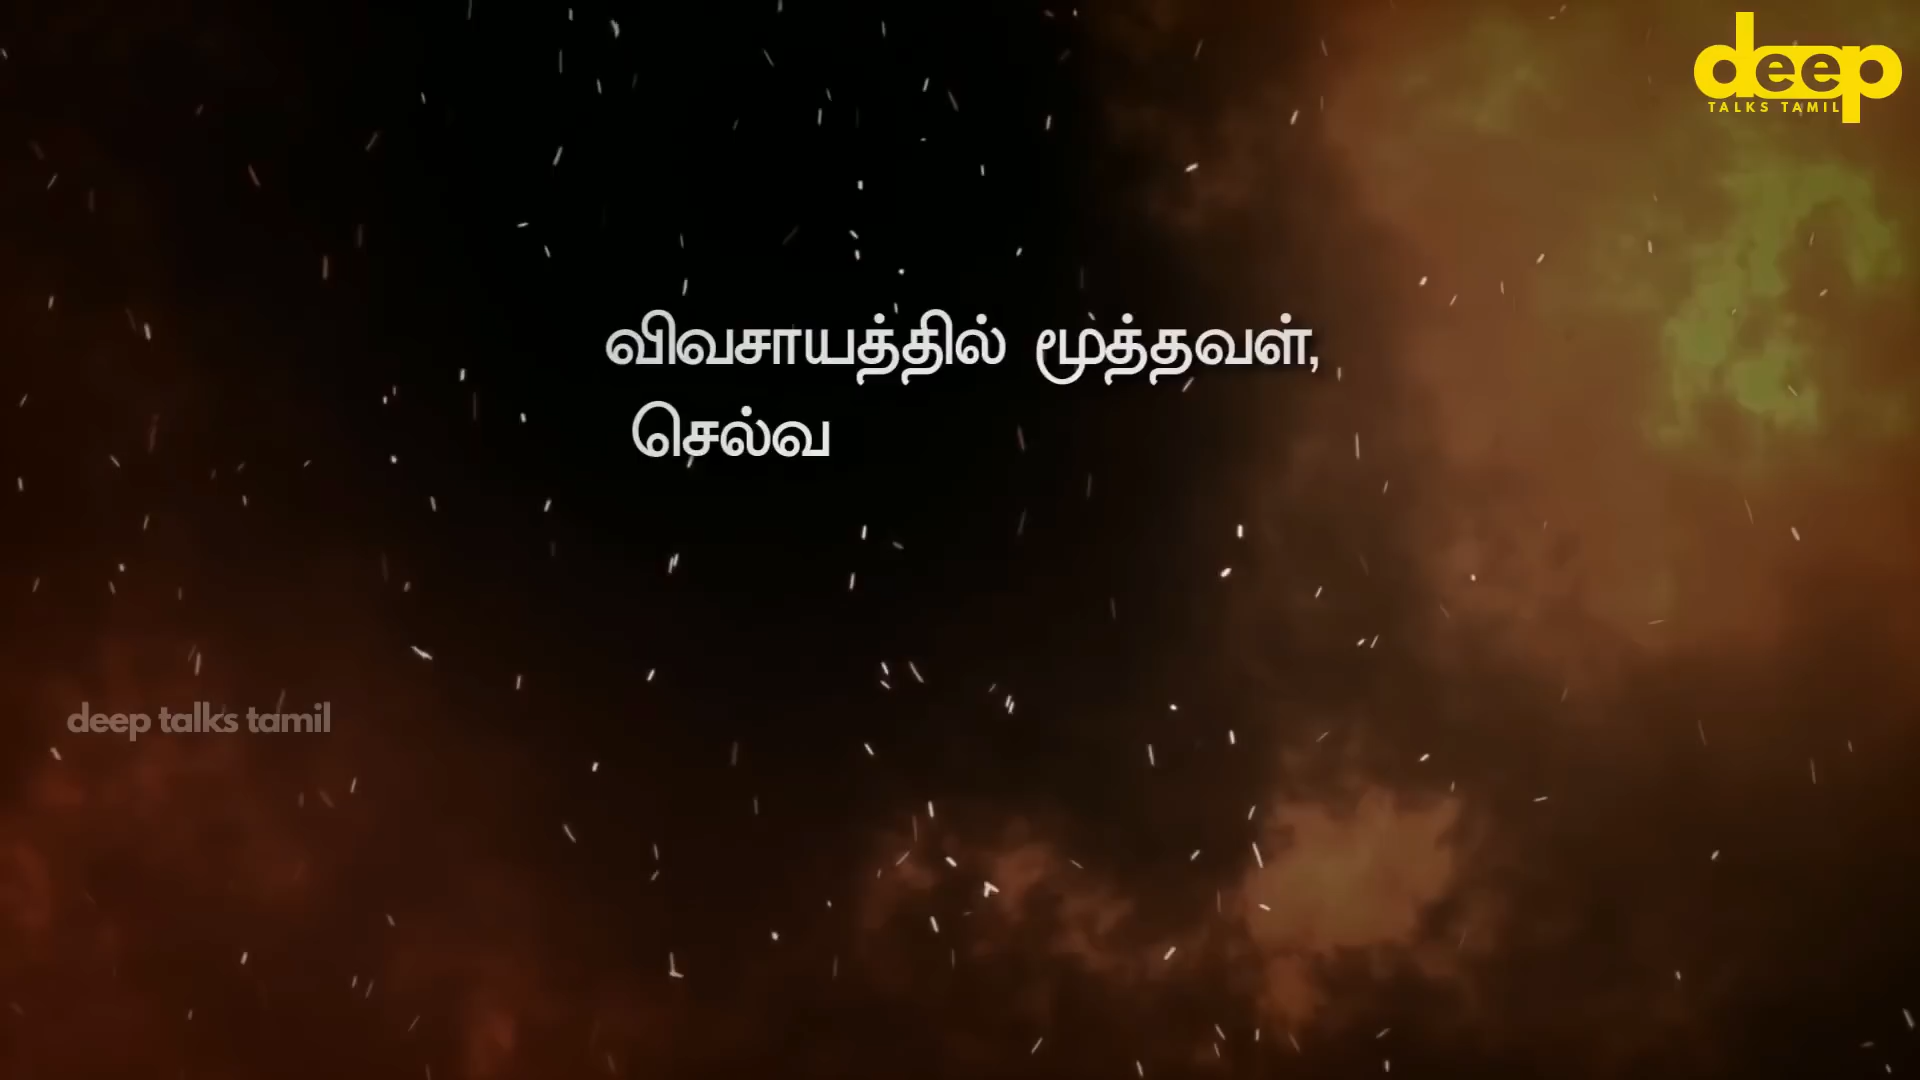 deep
TALKS TAMIL
விவசாயத்தில் மூத்தவள்,
செல்வ
deep talks tamil